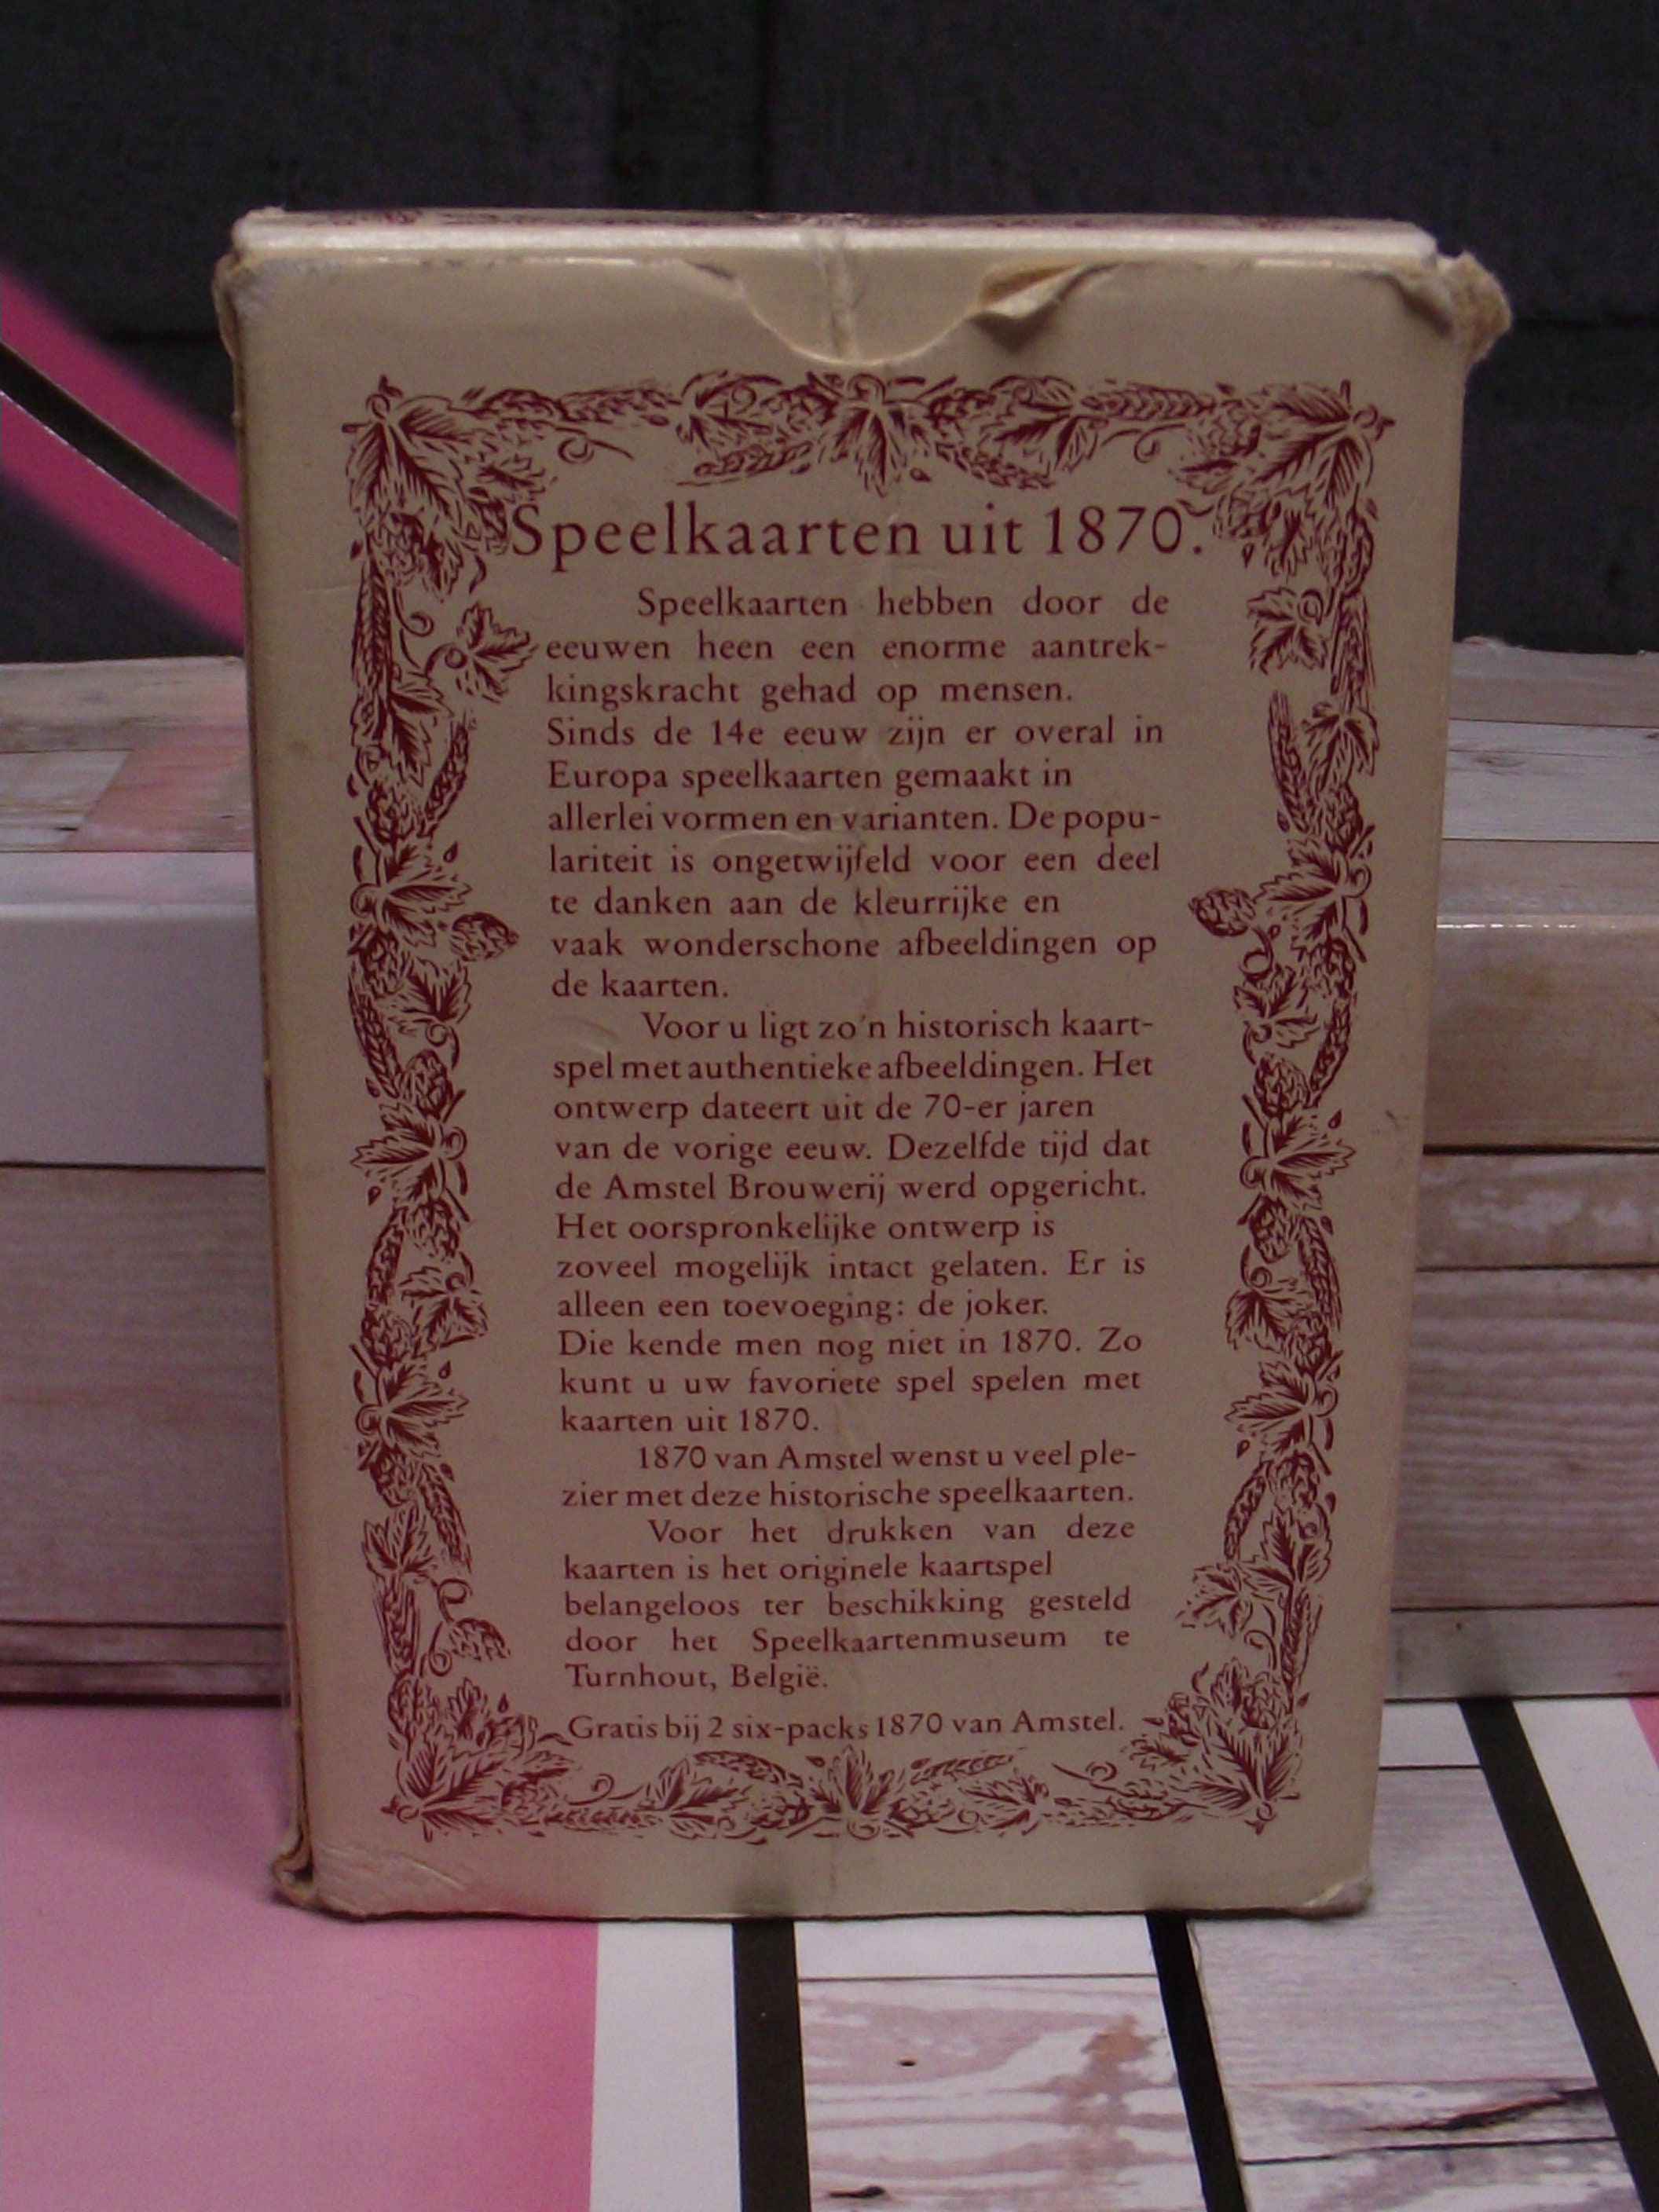 Speelkaarten uit 1870.
Speelkaarten hebben door de
eeuwen heen een enorme aantrek-
kingskracht gehad op mensen.
Sinds de 14e eeuw zijn er overal in
Europa speelkaarten gemaakt in
allerlei vormen en varianten. De popu-
lariteit is ongetwijfeld voor een deel
te danken aan de kleurrijke en
vaak wonderschone afbeeldingen op
de kaarten.
Voor u ligt zo'n historisch kaart-
spel met authentieke afbeeldingen. Het
ontwerp dateert uit de 70-er jaren
van de vorige eeuw. Dezelfde tijd dat
de Amstel Brouwerij werd opgericht.
Het oorspronkelijke ontwerp is
zoveel mogelijk intact gelaten. Er is
alleen een toevoeging: de joker.
Die kende men nog niet in 1870. Zo
kunt u uw favoriete spel spelen met
kaarten uit 1870.
1870 van Amstel wenst u veel ple-
zier met deze historische speelkaarten.
Voor het drukken van deze
kaarten is het originele kaartspel
belangeloos ter beschikking gesteld
door het Speelkaartenmuseum te
Turnhout, België.
Gratis bij 2 six-packs 1870 van Amstel.